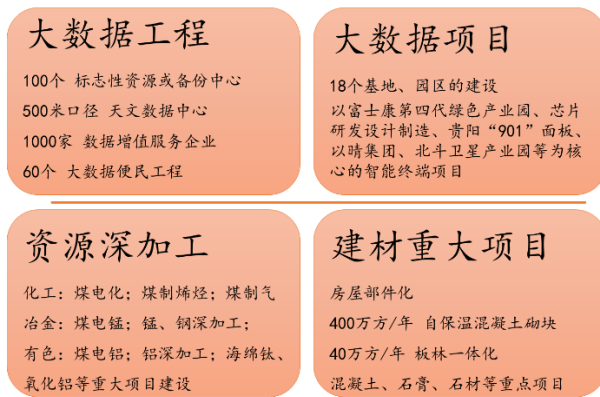 大数据工程
100个 标志性资源或备份中心
500米口径 天文数据中心
1000家 数据增值服务企业
60个 大数据便民工程
大数据项目
18个基地、园区的建设
以富士康第四代绿色产业园、芯片
研发设计制造、贵阳“901”面板、
以晴集团、北斗卫星产业园等为核
心的智能终端项目
资源深加工
化工：煤电化；煤制烯烃；煤制气
冶金：煤电锰；锰、钢深加工；
有色：煤电铝；铝深加工；海绵钛、
氧化铝等重大项目建设
建材重大项目
房屋部件化
400万方/年 自保温混凝土砌块
40万方/年 板林一体化
混凝土、石膏、石材等重点项目